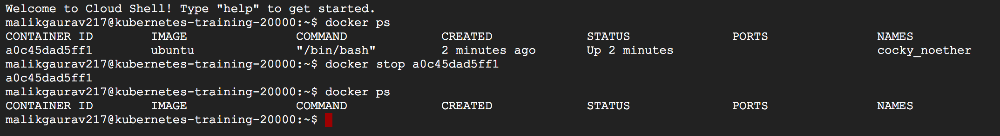 Welcome to Cloud Shell! Type "help" to get started.
malikgaurav217@kubernetes-training-20000:~$ docker ps
CONTAINER ID        IMAGE               COMMAND             CREATED             STATUS              PORTS               NAMES
a0c45dad5ff1        ubuntu              "/bin/bash"         2 minutes ago       Up 2 minutes                            cocky_noether
malikgaurav217@kubernetes-training-20000:~$ docker stop a0c45dad5ff1
a0c45dad5ff1
malikgaurav217@kubernetes-training-20000:~$ docker ps
CONTAINER ID        IMAGE               COMMAND             CREATED             STATUS              PORTS               NAMES
malikgaurav217@kubernetes-training-20000:~$